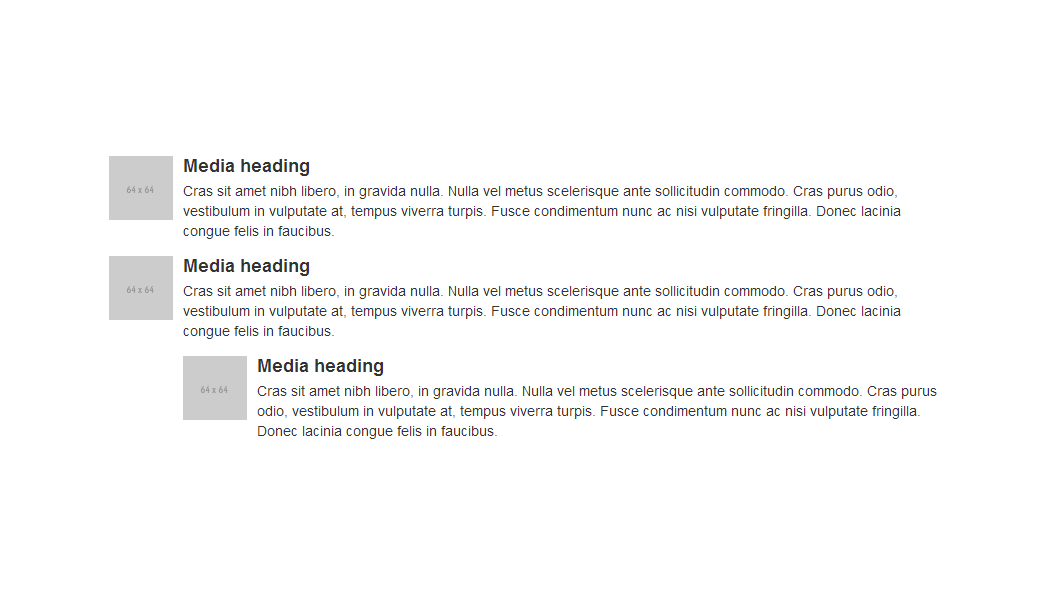 64 x 64
Media heading
Cras sit amet nibh libero, in gravida nulla. Nulla vel metus scelerisque ante sollicitudin commodo. Cras purus odio,
vestibulum in vulputate at, tempus viverra turpis. Fusce condimentum nunc ac nisi vulputate fringilla. Donec lacinia
congue felis in faucibus.
64 x 64
Media heading
Cras sit amet nibh libero, in gravida nulla. Nulla vel metus scelerisque ante sollicitudin commodo. Cras purus odio,
vestibulum in vulputate at, tempus viverra turpis. Fusce condimentum nunc ac nisi vulputate fringilla. Donec lacinia
congue felis in faucibus.
64 x 64
Media heading
Cras sit amet nibh libero, in gravida nulla. Nulla vel metus scelerisque ante sollicitudin commodo. Cras purus
odio, vestibulum in vulputate at, tempus viverra turpis. Fusce condimentum nunc ac nisi vulputate fringilla.
Donec lacinia congue felis in faucibus.